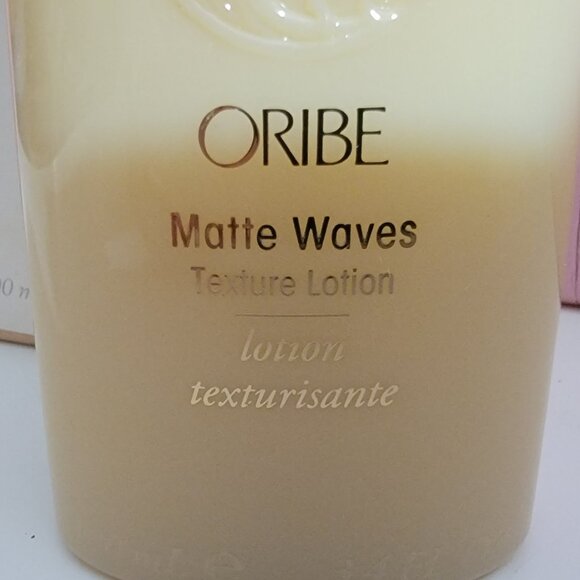 ORIBE
Matte Waves
Texture Lotion
lotion
texturisante